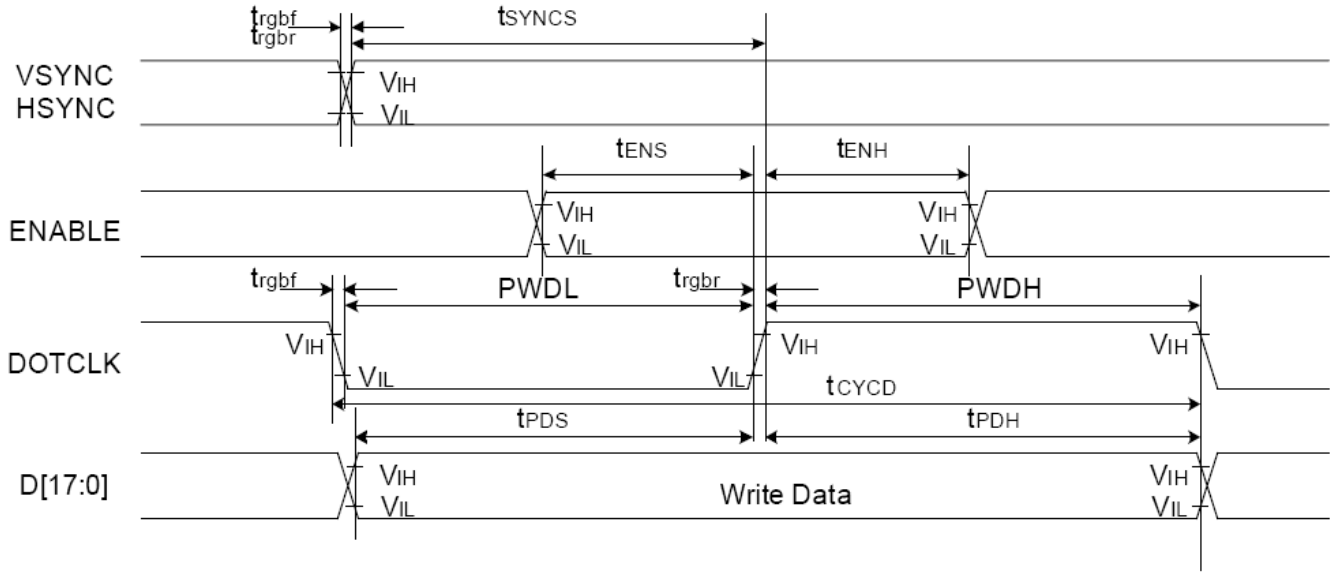 trgbf
trgbr
tSYNCS
VSYNC
HSYNC
VIH
VIL
tENS
tENH
ENABLE
VIH
VIL
VIH
VIL
trgbf
PWDL
trgbr
PWDH
DOTCLK
VIH
VIL
VIL
VIH
VIH
tCYCD
tPDS
tPDH
D[17:0]
VIH
VIL
Write Data
VIH
VIL